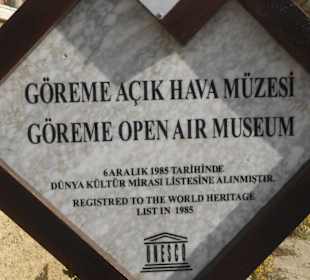 GÖREME AÇIK HAVA MÜZESİ
GÖREME OPEN AIR MUSEUM
6 ARALIK 1985 TARİHİNDE
DÜNYA KÜLTÜR MİRASI LİSTESİNE ALINMIŞTIR.
REGISTRED TO THE WORLD HERITAGE
LIST IN 1985
UNESCO